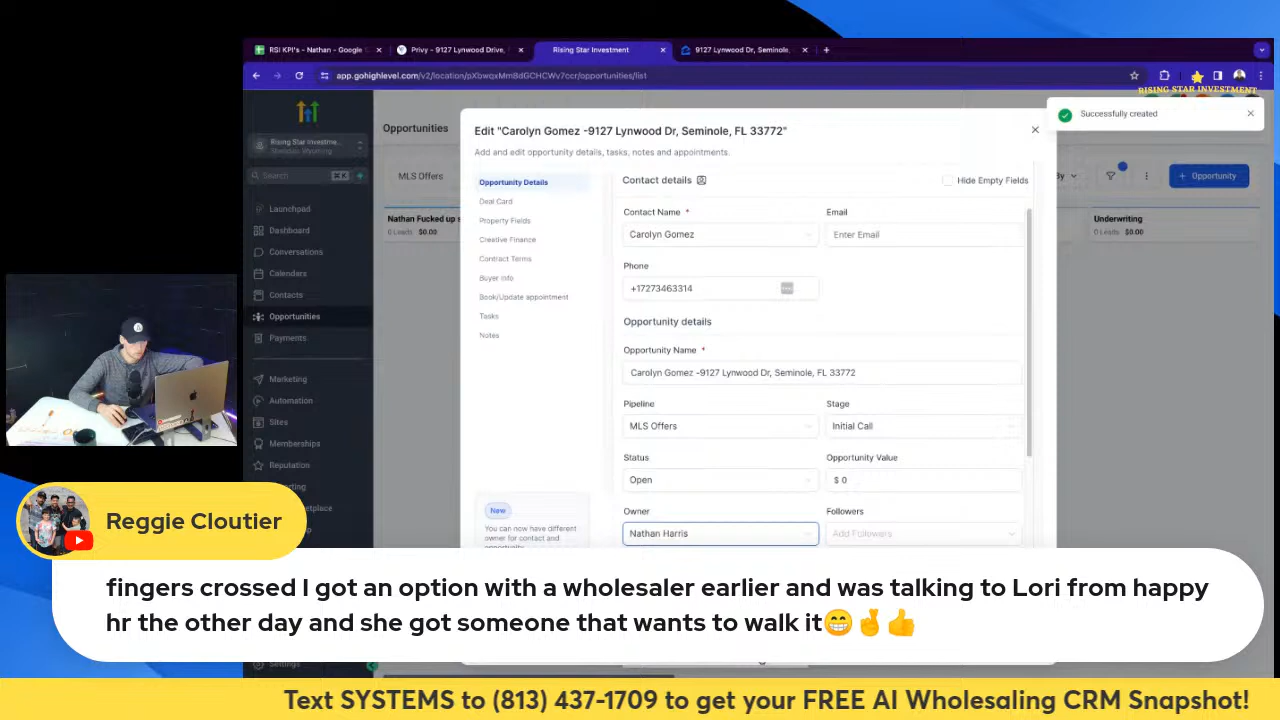 RSI KPI's - Nathan - Google S
Privy - 9127 Lynwood Drive,
Rising Star Investment
9127 Lynwood Dr, Seminole,
app.gohighlevel.com/v2/location/pXbwqxMm8dGCHCWv7ccr/opportunities/list
RISING STAR INVESTMENT
Rising Star Investme...
Search
⌘K
Launchpad
Dashboard
Conversations
Calendars
Contacts
Opportunities
Payments
Marketing
Automation
Sites
Memberships
Reputation
Settings
Opportunities
MLS Offers
Nathan Fucked up s
0 Leads $0.00
Edit "Carolyn Gomez -9127 Lynwood Dr, Seminole, FL 33772"
Add and edit opportunity details, tasks, notes and appointments.
Opportunity Details
Deal Card
Property Fields
Creative Finance
Contract Terms
Buyer Info
Book/Update appointment
Tasks
Notes
New
You can now have different
owner for contact and
Contact details
Hide Empty Fields
Contact Name *
Email
Carolyn Gomez
Enter Email
Phone
+17273463314
Opportunity details
Opportunity Name *
Carolyn Gomez -9127 Lynwood Dr, Seminole, FL 33772
Pipeline
Stage
MLS Offers
Initial Call
Status
Opportunity Value
Open
$ 0
Owner
Followers
Nathan Harris
Add Followers
Successfully created
By
+ Opportunity
Underwriting
0 Leads $0.00
Reggie Cloutier
fingers crossed I got an option with a wholesaler earlier and was talking to Lori from happy
hr the other day and she got someone that wants to walk it😁🤞👍
Text SYSTEMS to (813) 437-1709 to get your FREE AI Wholesaling CRM Snapshot!